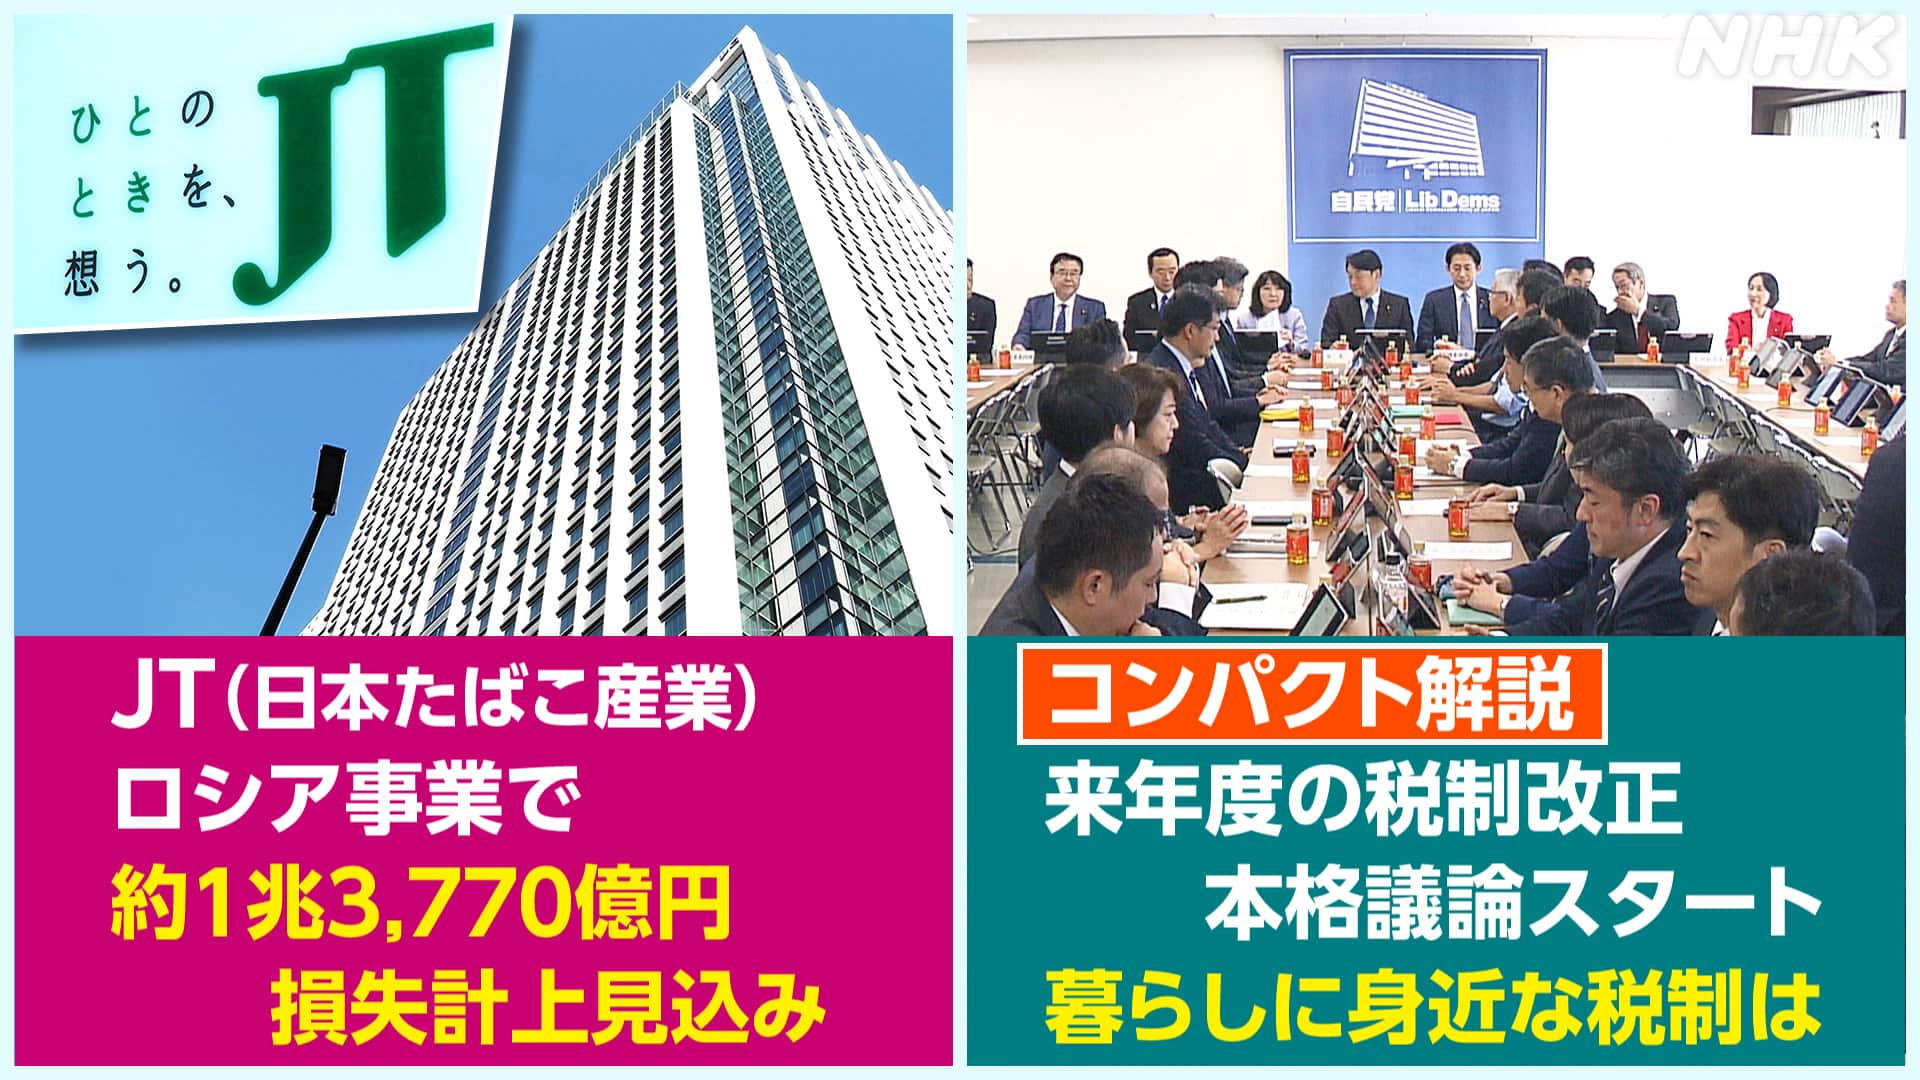 ひとの
ときを、
想う。
JT
JT(日本たばこ産業)
ロシア事業で
約1兆3,770億円
損失計上見込み
NHK
自民党 Lib Dems
コンパクト解説
来年度の税制改正
本格議論スタート
暮らしに身近な税制は